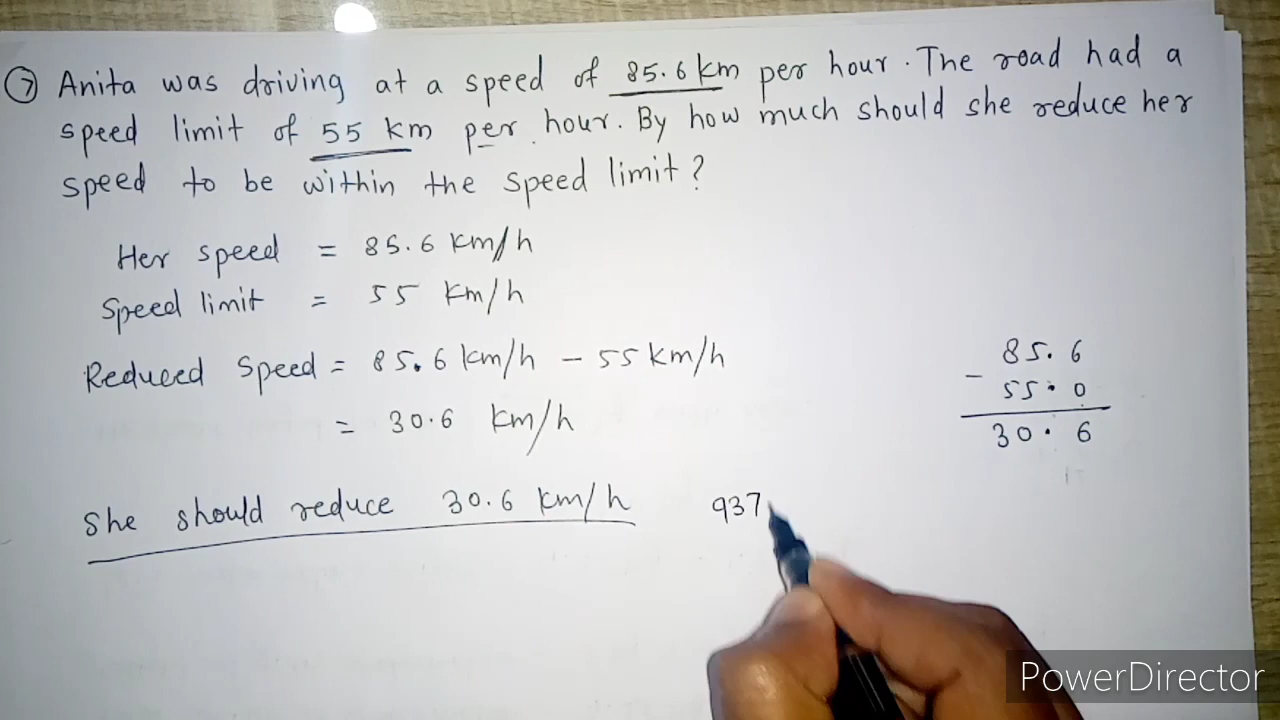 ⑦ Anita was driving at a speed of 85.6 km per hour. The road had a
speed limit of 55 km per hour. By how much should she reduce her
speed to be within the speed limit?
Her speed = 85.6 km/h
Speed limit = 55 km/h
Reduced Speed = 85.6 km/h - 55 km/h
= 30.6 km/h
85.6
- 55.0
30.6
She should reduce 30.6 km/h
937
PowerDirector